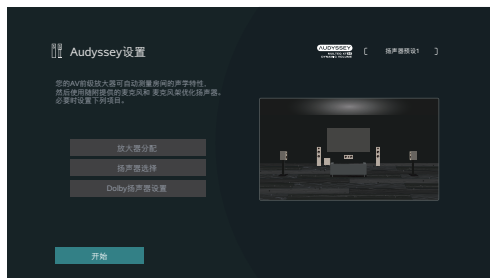 Audyssey设置
AUDYSSEY
MULTEQ XT32
DYNAMIC VOLUME
[ 扬声器预设1 ]
您的AV前级放大器可自动测量房间的声学特性,
然后使用随附提供的麦克风和 麦克风架优化扬声器。
必要时设置下列项目。
放大器分配
扬声器选择
Dolby扬声器设置
开始